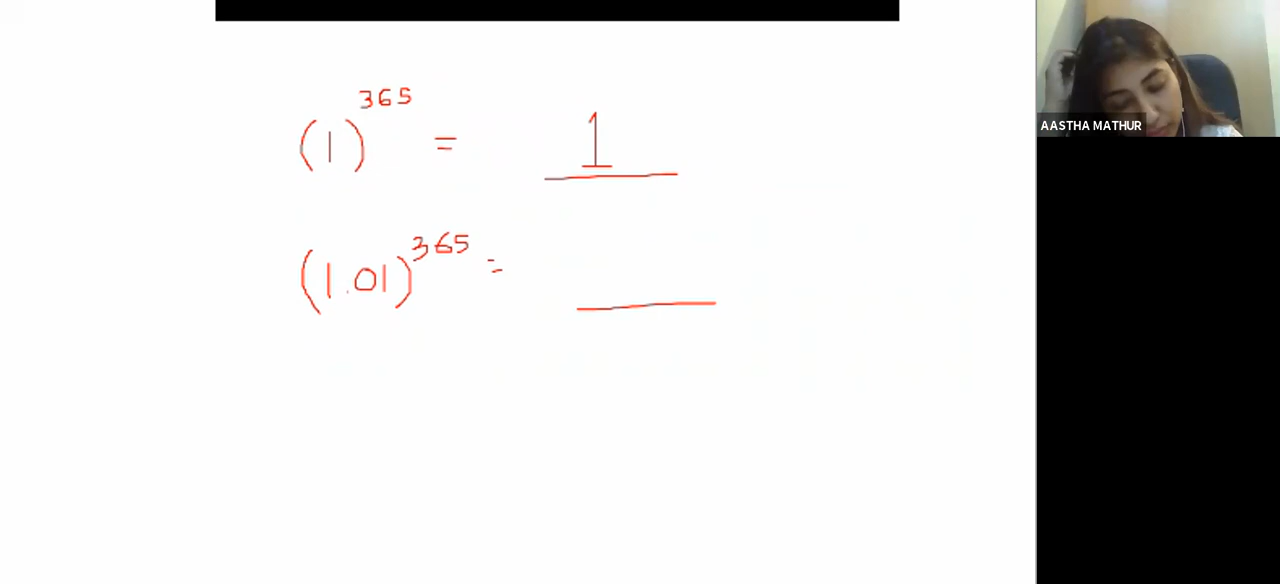 (1)^365 = 1
(1.01)^365 =
AASTHA MATHUR